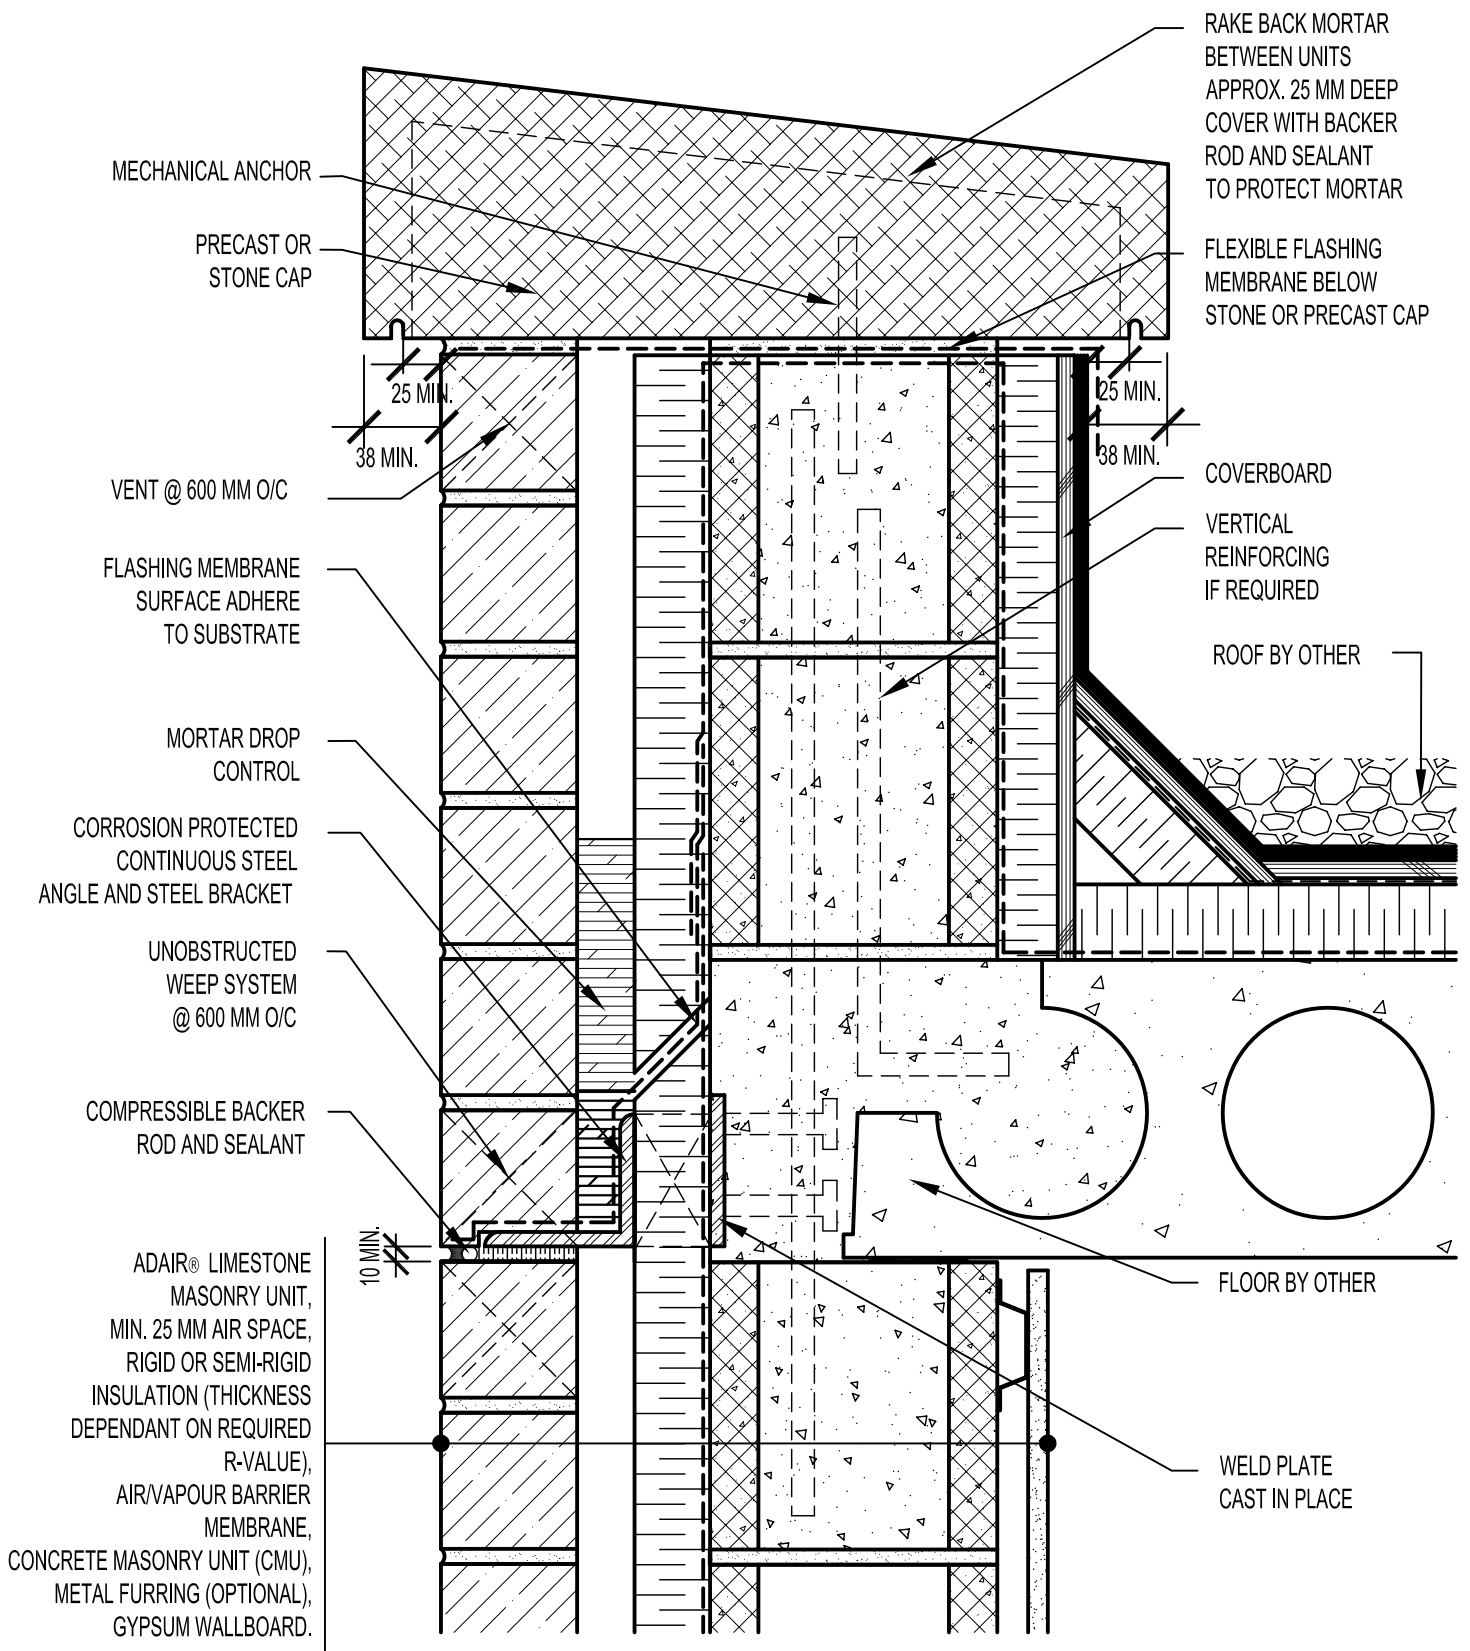 RAKE BACK MORTAR
BETWEEN UNITS
APPROX. 25 MM DEEP
COVER WITH BACKER
ROD AND SEALANT
TO PROTECT MORTAR
MECHANICAL ANCHOR
PRECAST OR
STONE CAP
FLEXIBLE FLASHING
MEMBRANE BELOW
STONE OR PRECAST CAP
25 MIN.
38 MIN.
25 MIN.
38 MIN.
VENT @ 600 MM O/C
COVERBOARD
FLASHING MEMBRANE
SURFACE ADHERE
TO SUBSTRATE
VERTICAL
REINFORCING
IF REQUIRED
ROOF BY OTHER
MORTAR DROP
CONTROL
CORROSION PROTECTED
CONTINUOUS STEEL
ANGLE AND STEEL BRACKET
UNOBSTRUCTED
WEEP SYSTEM
@ 600 MM O/C
COMPRESSIBLE BACKER
ROD AND SEALANT
10 MIN.
ADAIR® LIMESTONE
MASONRY UNIT,
MIN. 25 MM AIR SPACE,
RIGID OR SEMI-RIGID
INSULATION (THICKNESS
DEPENDANT ON REQUIRED
R-VALUE),
AIR/VAPOUR BARRIER
MEMBRANE,
CONCRETE MASONRY UNIT (CMU),
METAL FURRING (OPTIONAL),
GYPSUM WALLBOARD.
FLOOR BY OTHER
WELD PLATE
CAST IN PLACE